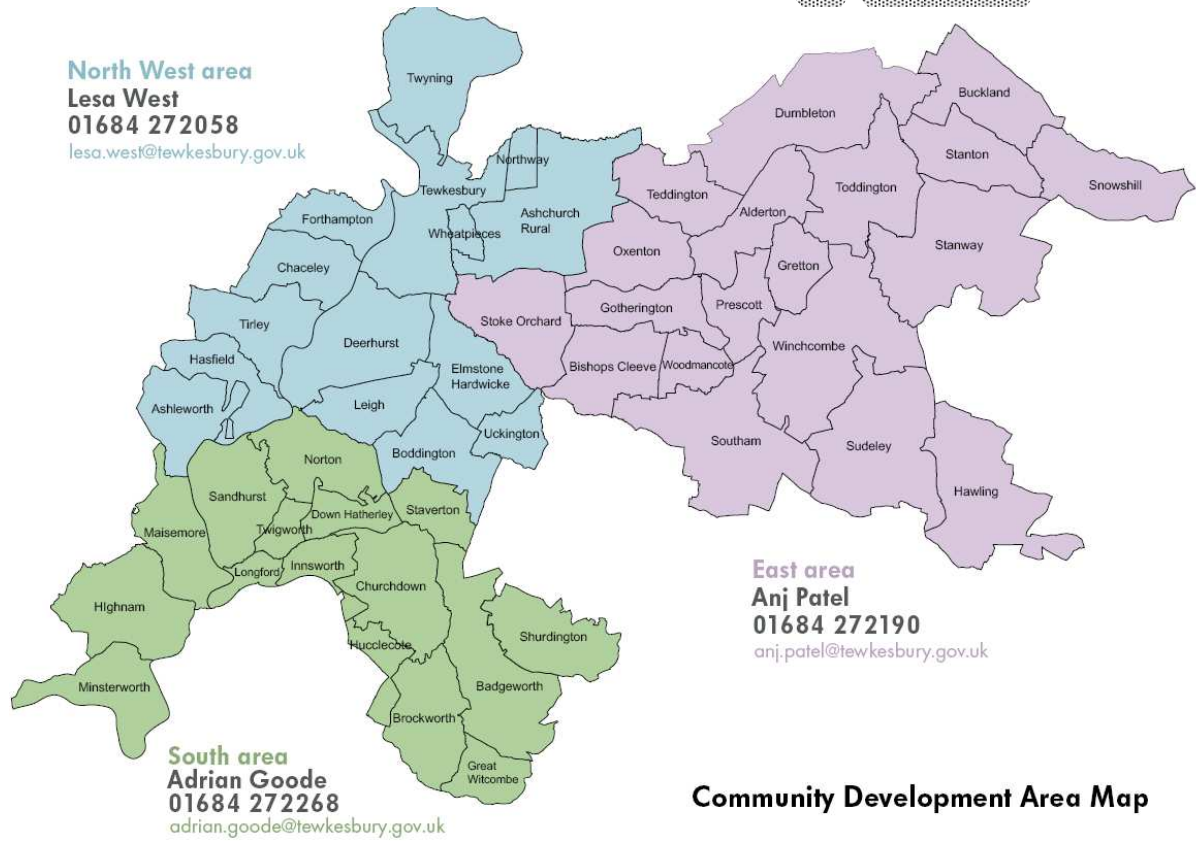 North West area
Lesa West
01684 272058
lesa.west@tewkesbury.gov.uk
Twyning
Buckland
Dumbleton
Stanton
Northway
Snowshill
Tewkesbury
Teddington
Toddington
Forthampton
Ashchurch
Rural
Alderton
Wheatpieces
Stanway
Oxenton
Chaceley
Gretton
Gotherington
Prescott
Stoke Orchard
Tirley
Deerhurst
Winchcombe
Hasfield
Elmstone
Hardwicke
Bishops Cleeve
Woodmancote
Ashleworth
Leigh
Uckington
Southam
Sudeley
Boddington
Norton
Hawling
Sandhurst
Staverton
Down Hatherley
Maisemore
Twigworth
Longford
Innsworth
Churchdown
HIghnam
Shurdington
Hucclecote
Minsterworth
Badgeworth
Brockworth
Great
Witcombe
East area
Anj Patel
01684 272190
anj.patel@tewkesbury.gov.uk
South area
Adrian Goode
01684 272268
adrian.goode@tewkesbury.gov.uk
Community Development Area Map